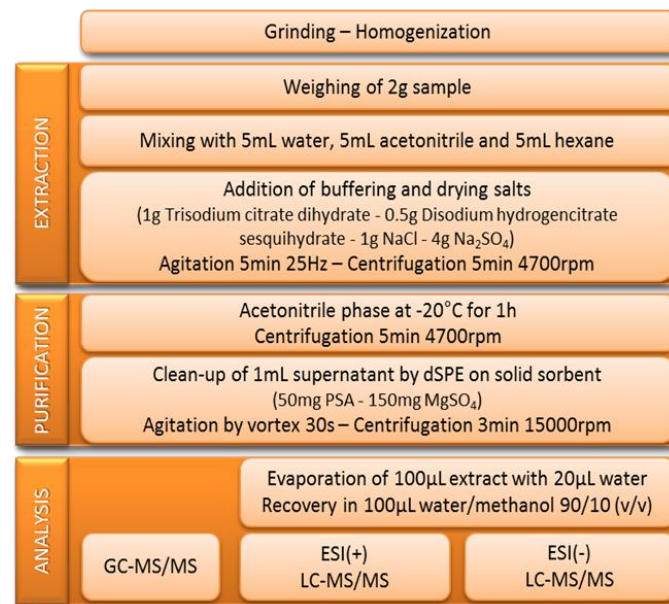 Grinding – Homogenization
EXTRACTION
Weighing of 2g sample
Mixing with 5mL water, 5mL acetonitrile and 5mL hexane
Addition of buffering and drying salts
(1g Trisodium citrate dihydrate - 0.5g Disodium hydrogencitrate
sesquihydrate - 1g NaCl - 4g Na₂SO₄)
Agitation 5min 25Hz – Centrifugation 5min 4700rpm
PURIFICATION
Acetonitrile phase at -20°C for 1h
Centrifugation 5min 4700rpm
Clean-up of 1mL supernatant by dSPE on solid sorbent
(50mg PSA - 150mg MgSO₄)
Agitation by vortex 30s – Centrifugation 3min 15000rpm
ANALYSIS
Evaporation of 100µL extract with 20µL water
Recovery in 100µL water/methanol 90/10 (v/v)
GC-MS/MS
ESI(+)
LC-MS/MS
ESI(-)
LC-MS/MS